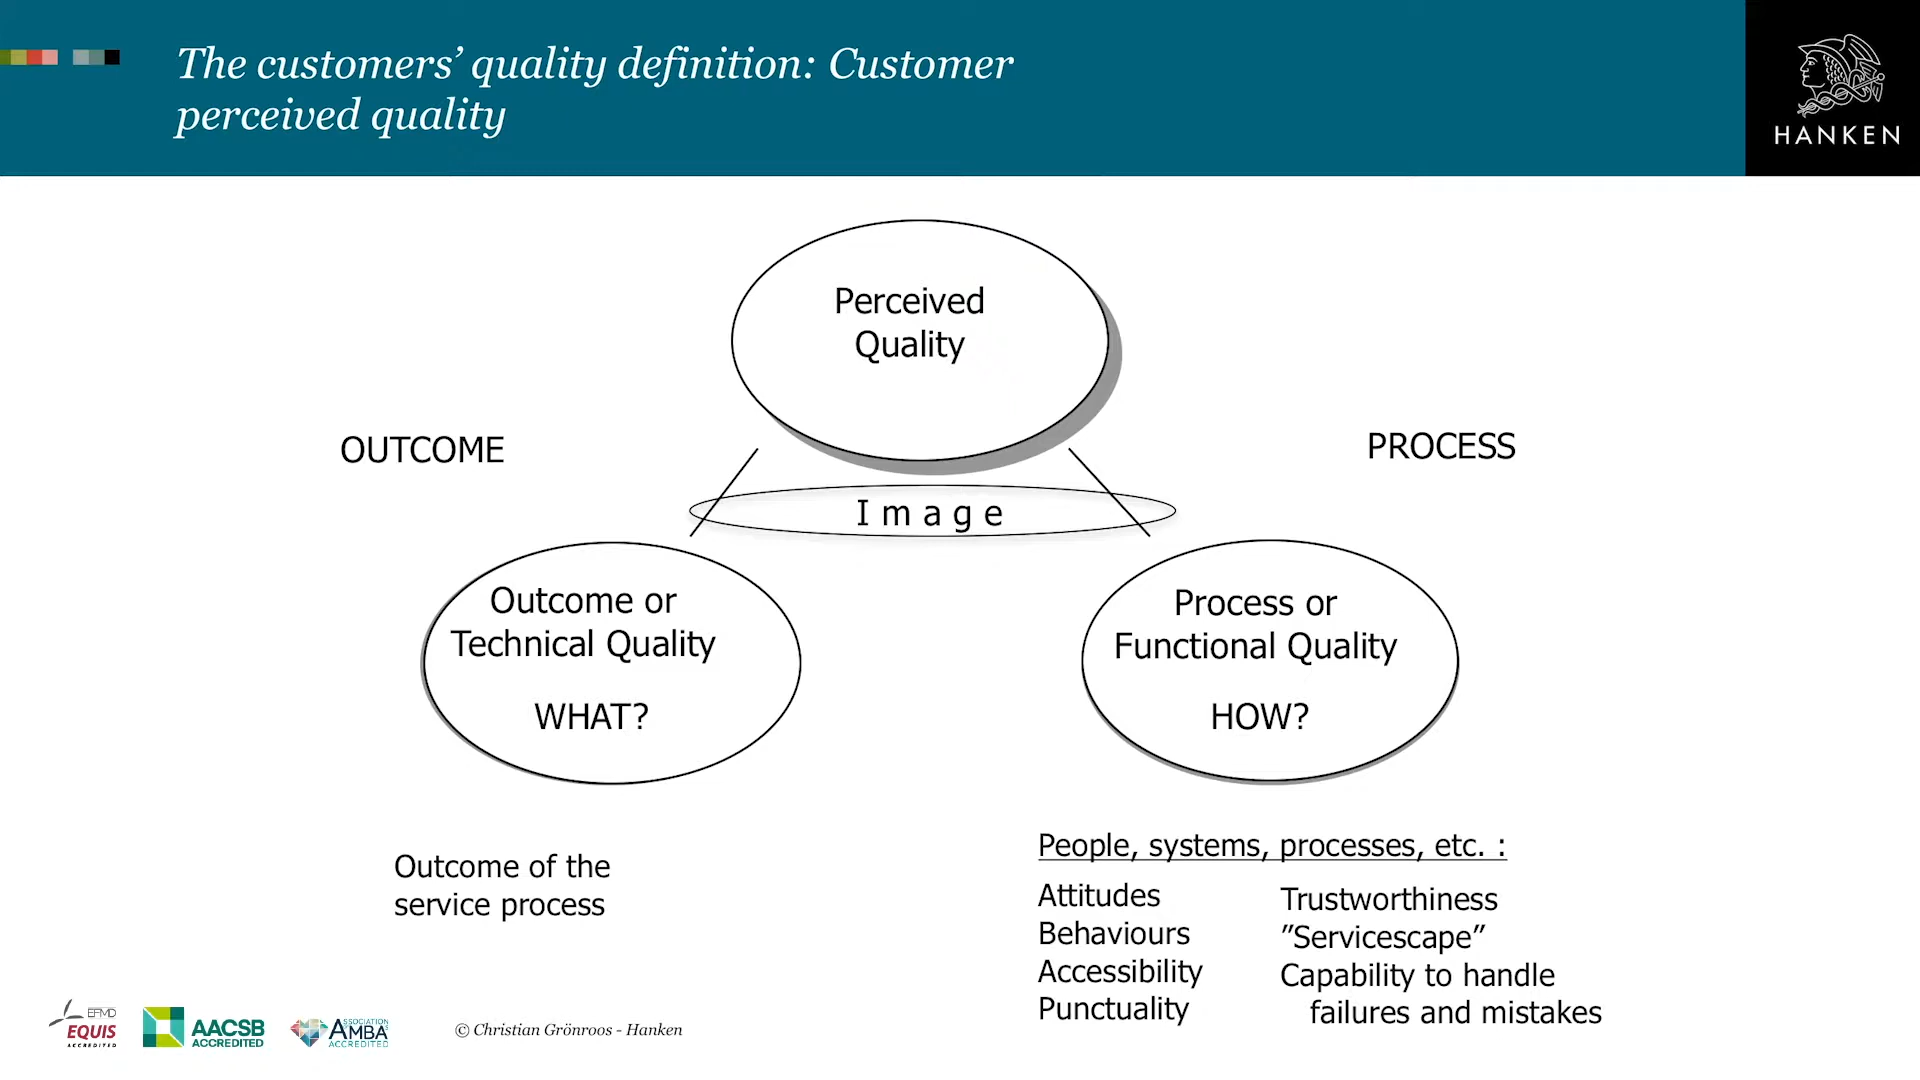 The customers’ quality definition: Customer
perceived quality
HANKEN
Perceived
Quality
OUTCOME
PROCESS
I m a g e
Outcome or
Technical Quality
WHAT?
Process or
Functional Quality
HOW?
Outcome of the
service process
People, systems, processes, etc. :
Attitudes
Behaviours
Accessibility
Punctuality
Trustworthiness
”Servicescape”
Capability to handle
failures and mistakes
EFMD
EQUIS
ACCREDITED
AACSB
ACCREDITED
ASSOCIATION
AMBA
ACCREDITED
© Christian Grönroos - Hanken